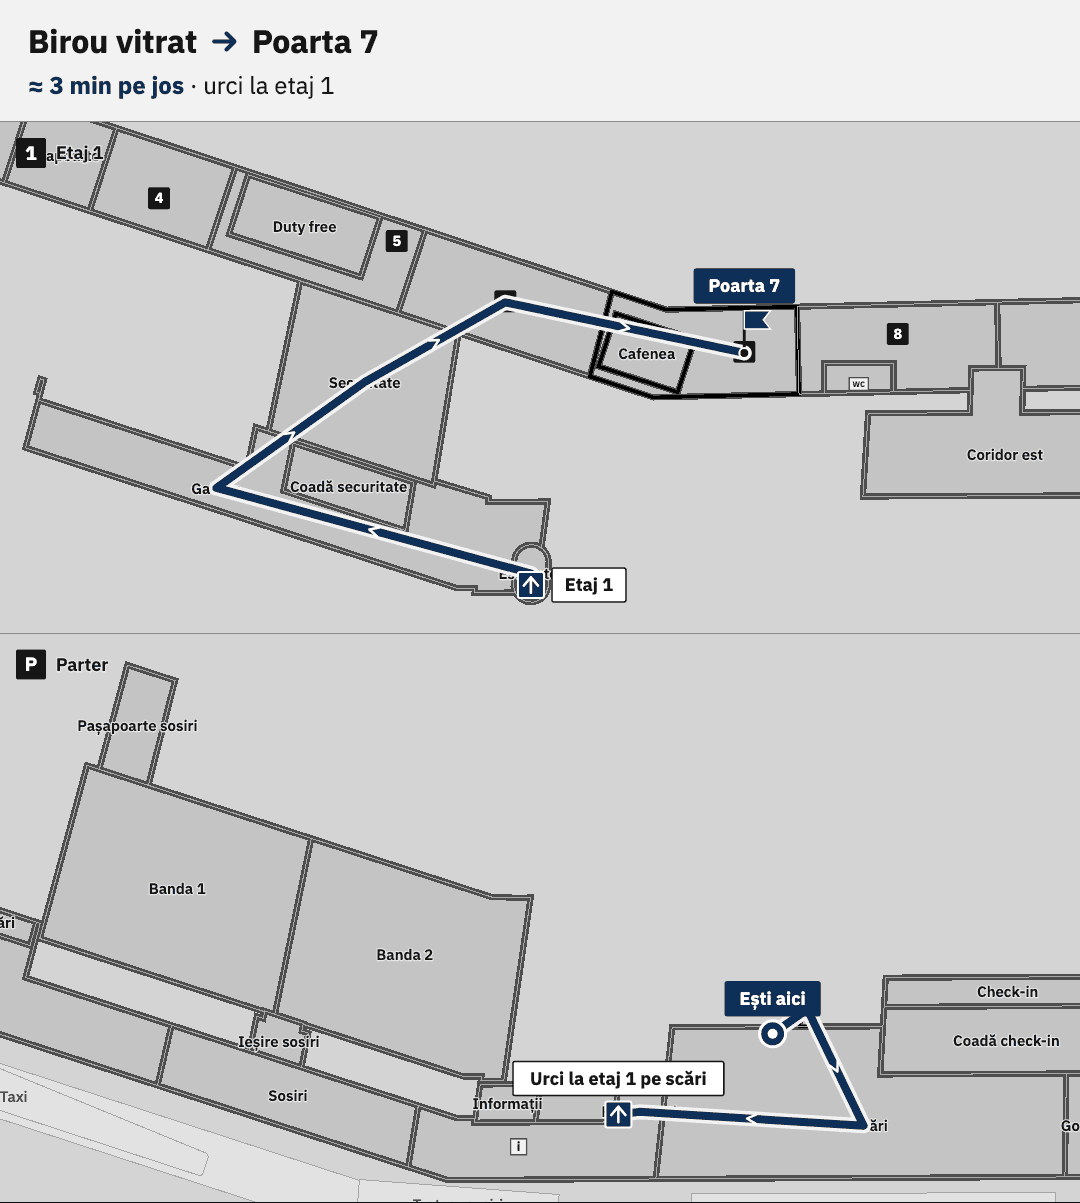 Birou vitrat → Poarta 7
≈ 3 min pe jos · urci la etaj 1
1 Etaj 1
4
Duty free
5
Poarta 7
8
Cafenea
wc
Coridor est
Coadă securitate
Etaj 1
P Parter
Pașapoarte sosiri
Banda 1
Banda 2
Ești aici
Check-in
Coadă check-in
Ieșire sosiri
Urci la etaj 1 pe scări
Sosiri
Informații
Taxi
i